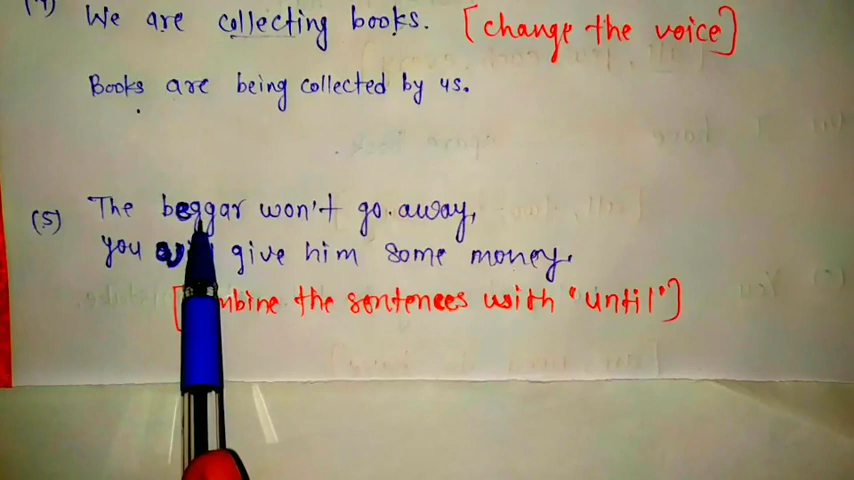 We are collecting books. [change the voice]
Books are being collected by us.
(5) The beggar won't go away,
you give him some money.
the sentences with "until"]